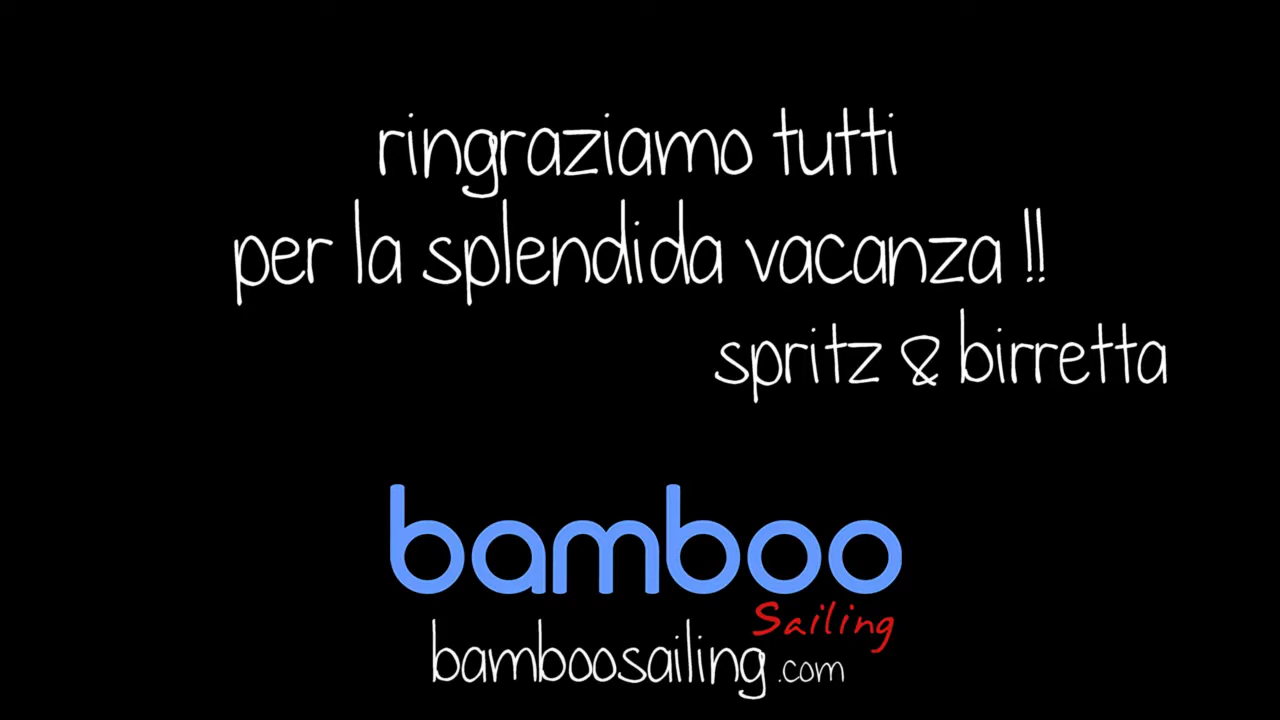 ringraziamo tutti
per la splendida vacanza !!
spritz & birretta
bamboo
Sailing
bamboosailing.com